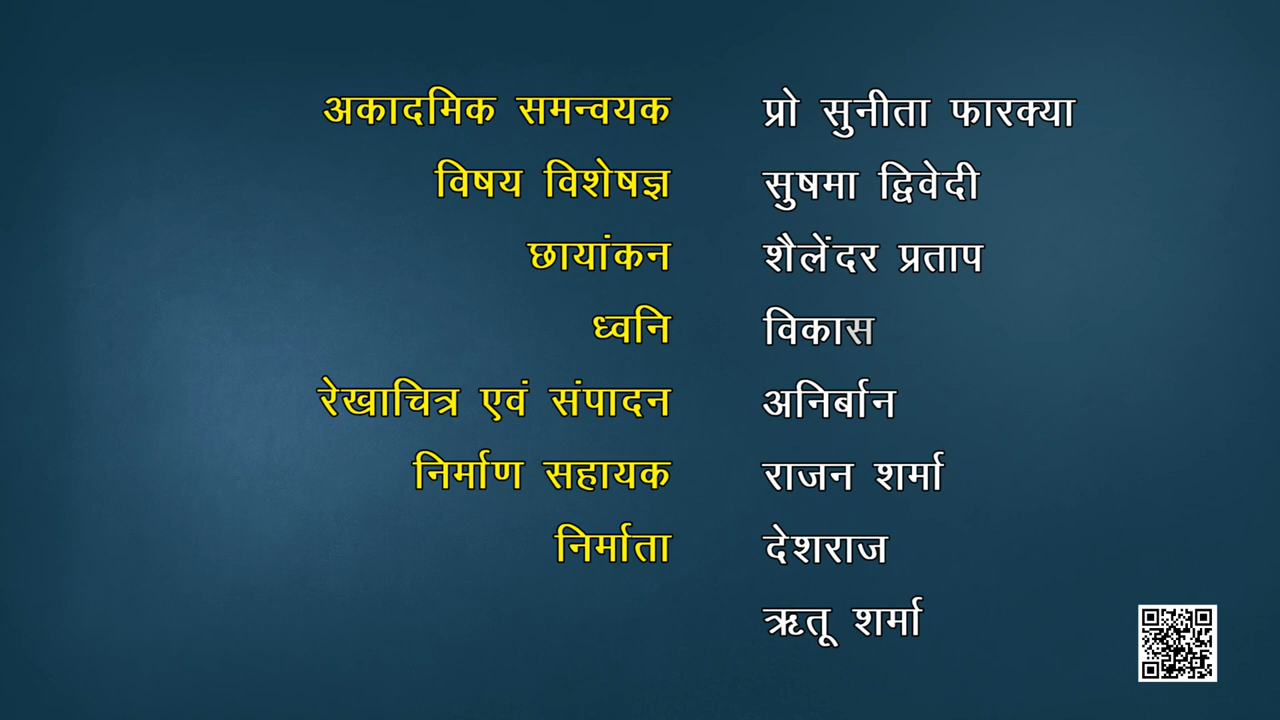 अकादमिक समन्वयक प्रो सुनीता फारक्या
विषय विशेषज्ञ सुषमा द्विवेदी
छायांकन शैलेंदर प्रताप
ध्वनि विकास
रेखाचित्र एवं संपादन अनिर्बान
निर्माण सहायक राजन शर्मा
निर्माता देशराज
ऋतू शर्मा